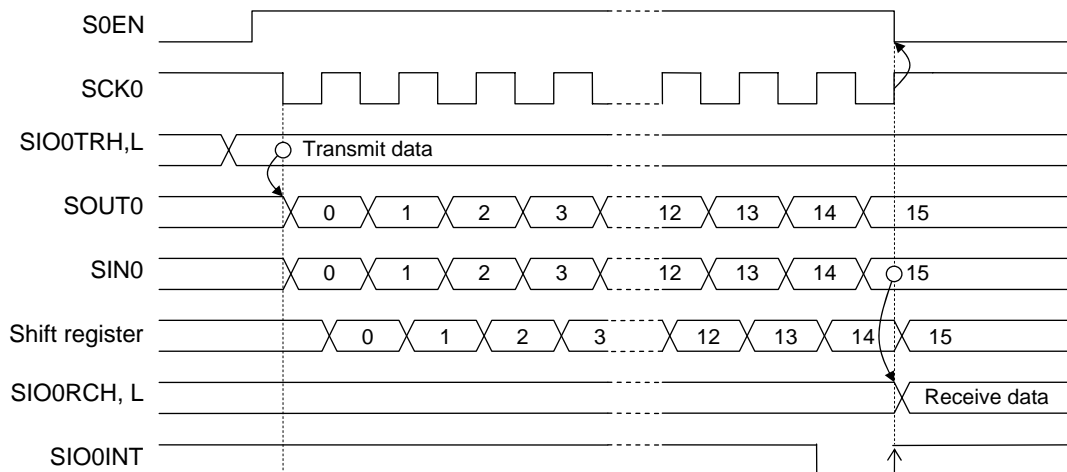 S0EN
SCK0
SIO0TRH,L Transmit data
SOUT0 0 1 2 3 12 13 14 15
SIN0 0 1 2 3 12 13 14 15
Shift register 0 1 2 3 12 13 14 15
SIO0RCH, L Receive data
SIO0INT